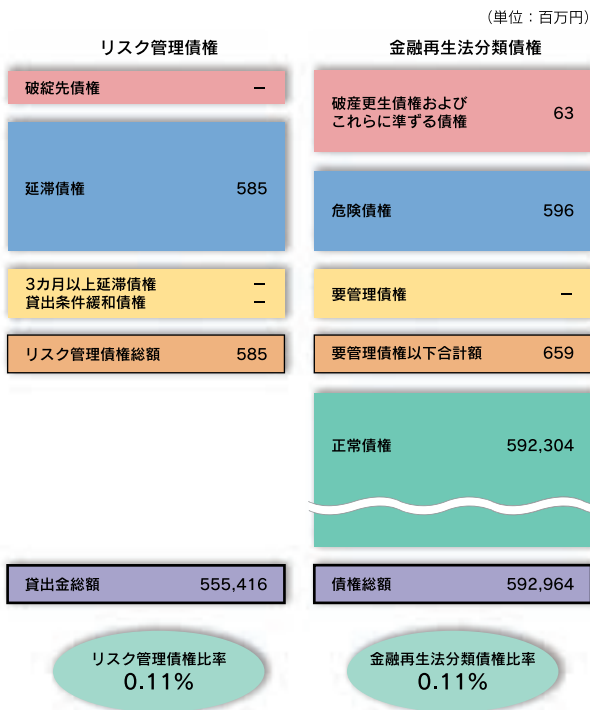 （単位：百万円）
リスク管理債権
破綻先債権 ー
延滞債権 585
3カ月以上延滞債権 ー
貸出条件緩和債権 ー
リスク管理債権総額 585
貸出金総額 555,416
リスク管理債権比率
0.11%
金融再生法分類債権
破産更生債権および
これらに準ずる債権 63
危険債権 596
要管理債権 ー
要管理債権以下合計額 659
正常債権 592,304
債権総額 592,964
金融再生法分類債権比率
0.11%